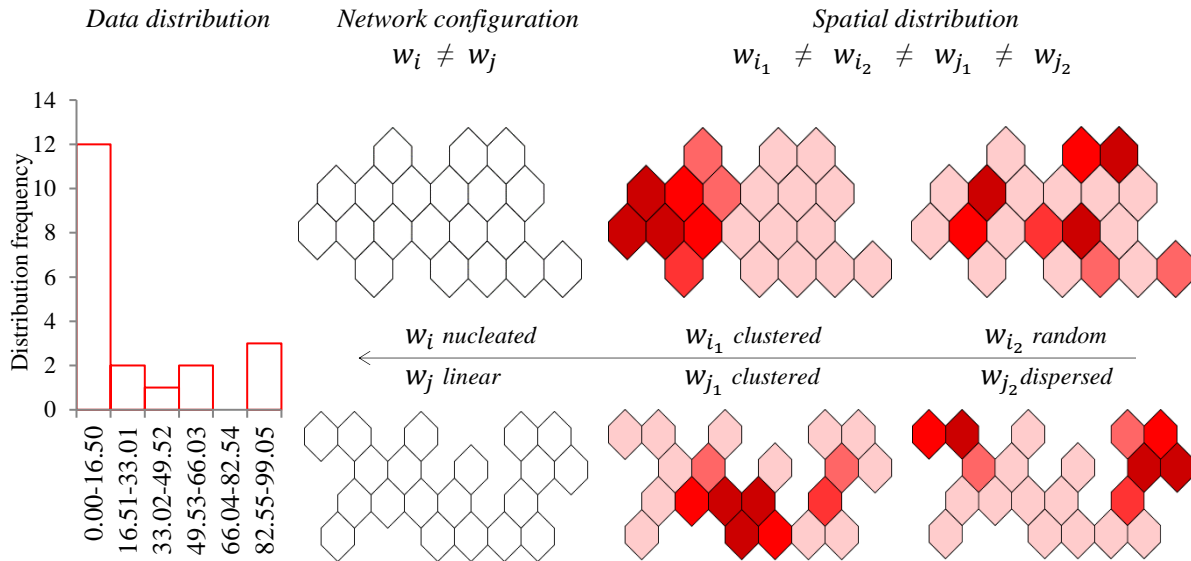 Data distribution
Network configuration
Spatial distribution
w_i ≠ w_j
w_{i_1} ≠ w_{i_2} ≠ w_{j_1} ≠ w_{j_2}
Distribution frequency
14
12
10
8
6
4
2
0
0.00-16.50
16.51-33.01
33.02-49.52
49.53-66.03
66.04-82.54
82.55-99.05
w_i nucleated
w_{i_1} clustered
w_{i_2} random
w_j linear
w_{j_1} clustered
w_{j_2} dispersed